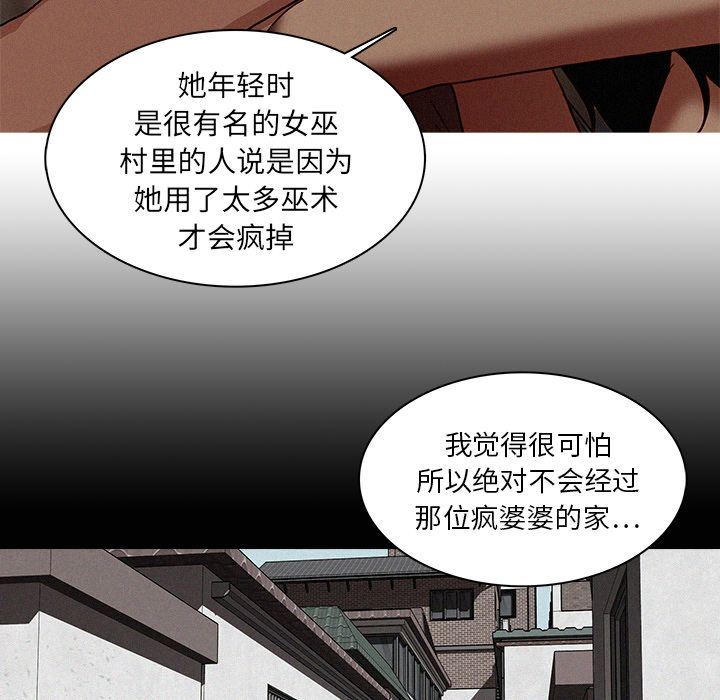 她年轻时
是很有名的女巫
村里的人说是因为
她用了太多巫术
才会疯掉
我觉得很可怕
所以绝对不会经过
那位疯婆婆的家...